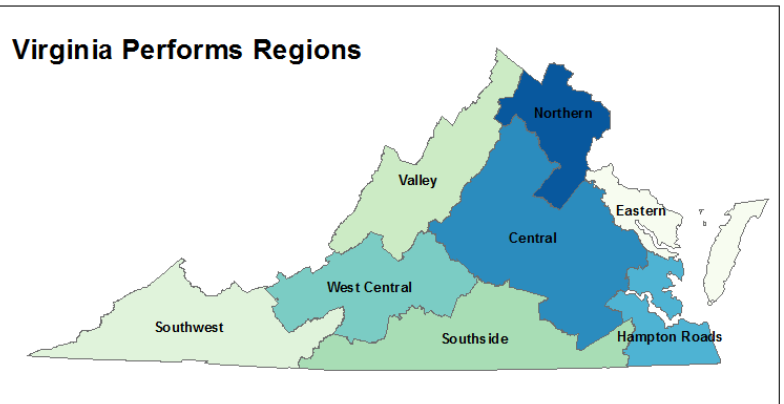 Virginia Performs Regions
Northern
Valley
Eastern
Central
West Central
Southwest
Southside
Hampton Roads